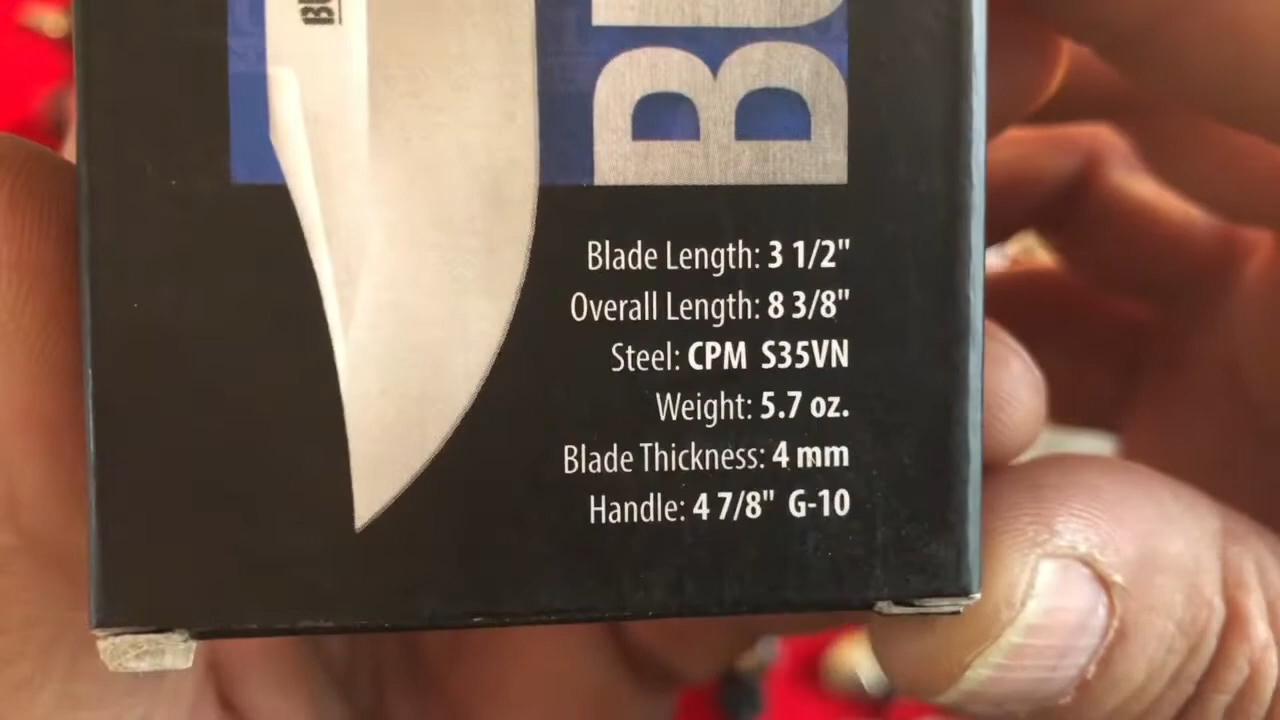 BU
Blade Length: 3 1/2"
Overall Length: 8 3/8"
Steel: CPM S35VN
Weight: 5.7 oz.
Blade Thickness: 4 mm
Handle: 4 7/8" G-10